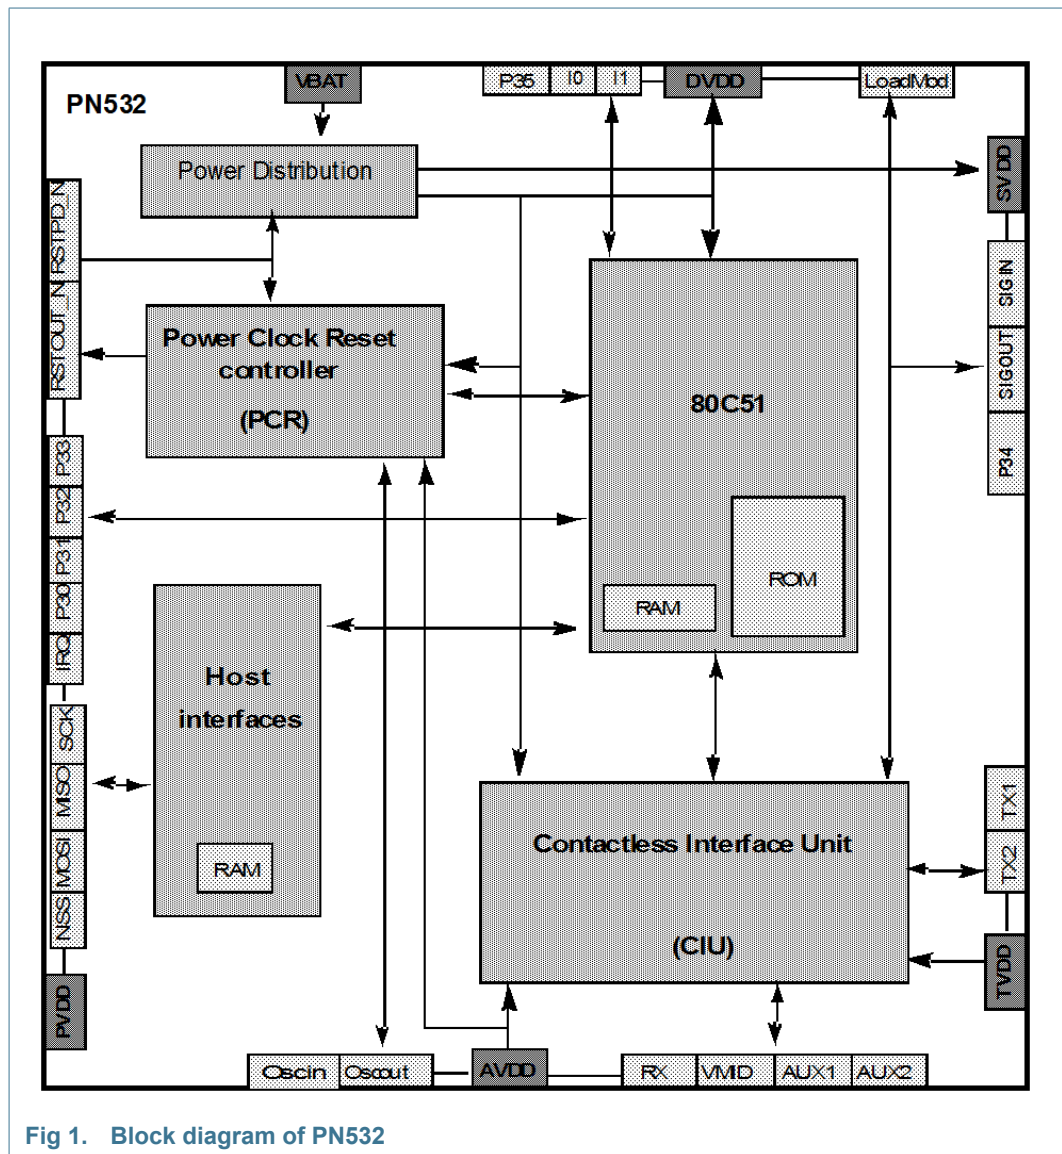 PN532
VBAT
P35
I0
I1
DVDD
LoadMod
Power Distribution
SVDD
RSTPD_N
SIGIN
RSTOUT_N
Power Clock Reset
controller
(PCR)
80C51
SIGOUT
P34
P33
P32
P31
P30
IRQ
ROM
RAM
Host
interfaces
SCK
MISO
MOSI
NSS
RAM
Contactless Interface Unit
(CIU)
TX1
TX2
PVDD
TVDD
Oscin
Oscout
AVDD
RX
VMID
AUX1
AUX2
Fig 1. Block diagram of PN532